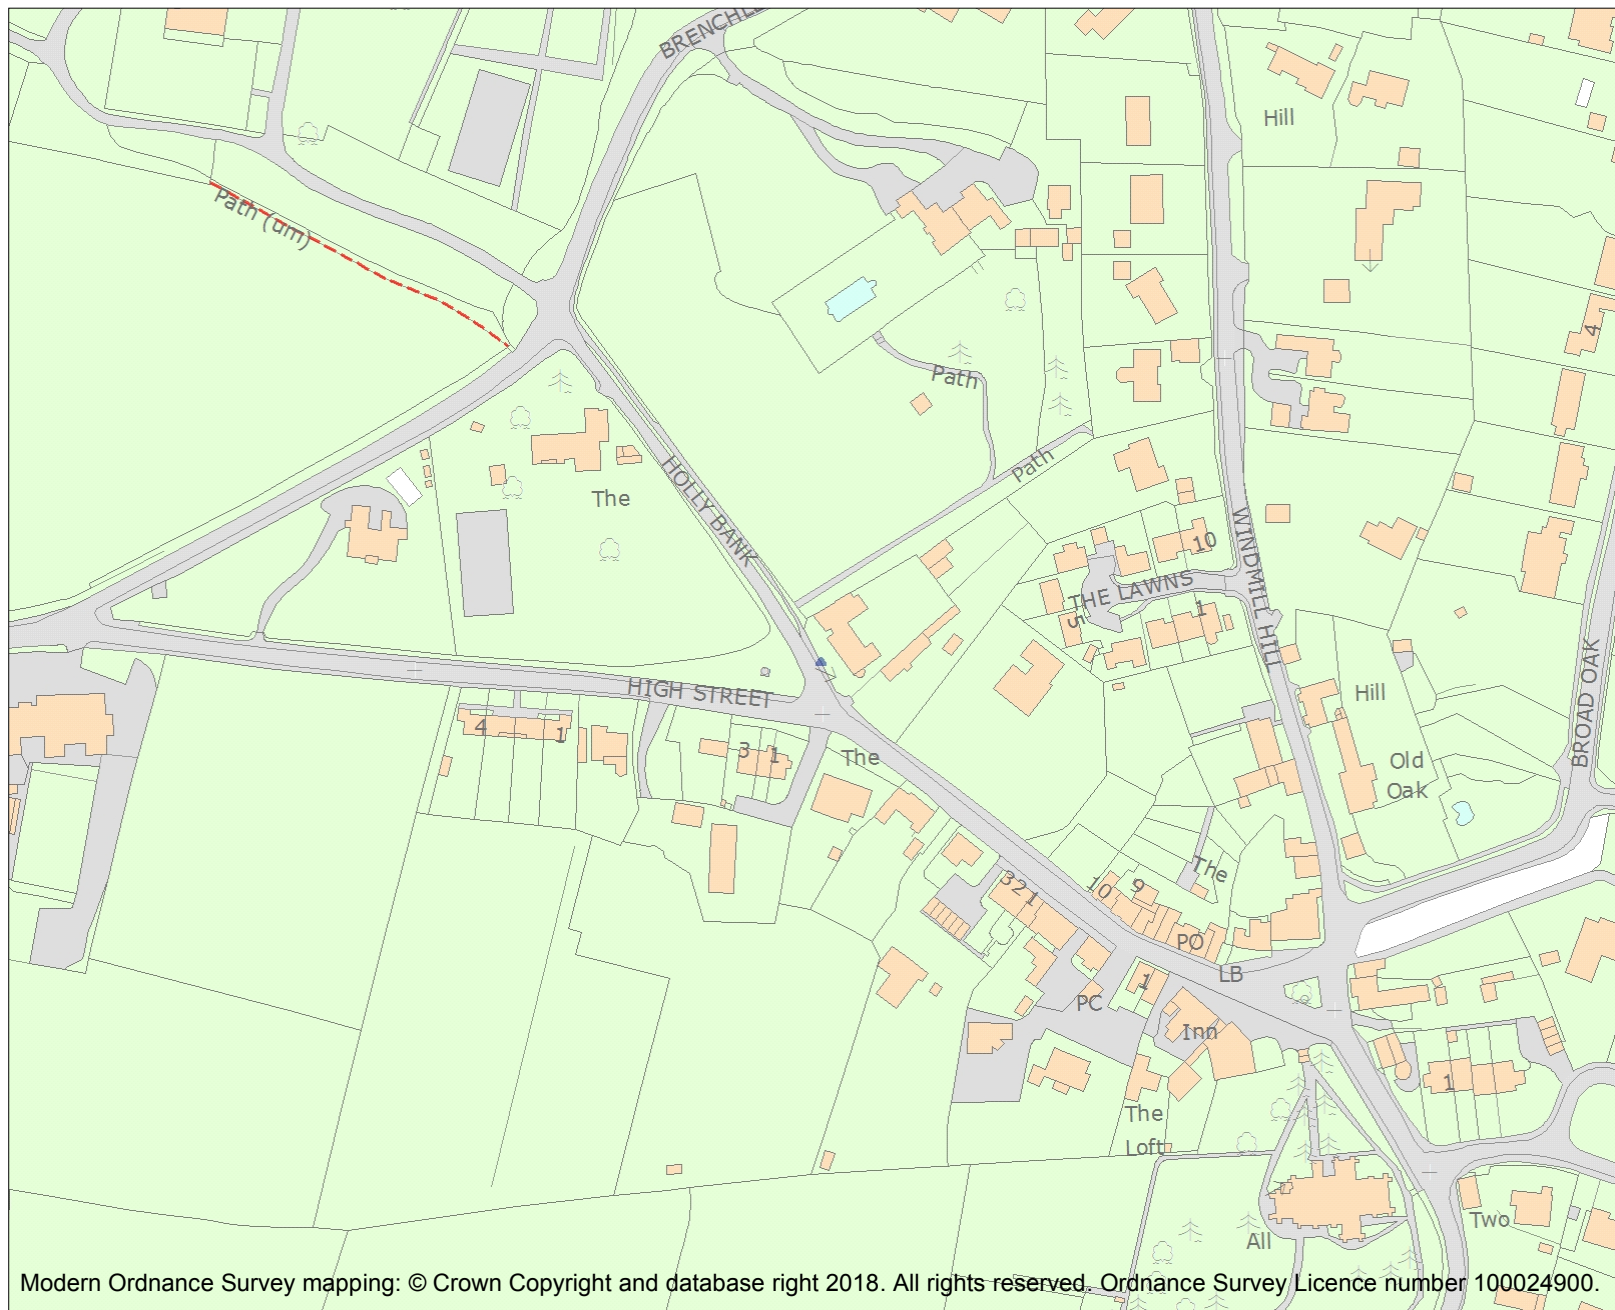 BRENCHLE
Hill
Path (um)
4
Path
Path
HOLLY BANK
The
WINDMILL HILL
10
THE LAWNS
1
5
BROAD OAK
HIGH STREET
Hill
4
1
3
1
The
Old
Oak
The
3
2
1
10
9
PO
LB
1
PC
Inn
1
The
Loft
Two
All
Modern Ordnance Survey mapping: © Crown Copyright and database right 2018. All rights reserved. Ordnance Survey Licence number 100024900.